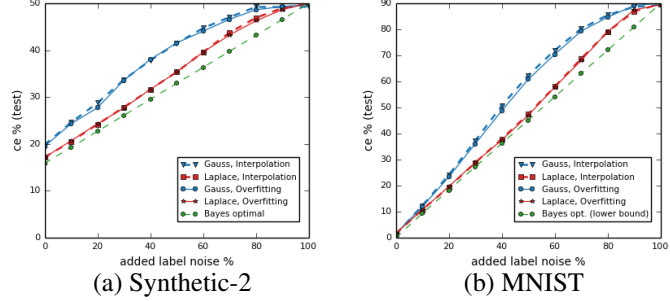 50
40
30
20
10
0
ce % (test)
0 20 40 60 80 100
added label noise %
Gauss, Interpolation
Laplace, Interpolation
Gauss, Overfitting
Laplace, Overfitting
Bayes optimal
(a) Synthetic-2
90
80
70
60
50
40
30
20
10
0
ce % (test)
0 20 40 60 80 100
added label noise %
Gauss, Interpolation
Laplace, Interpolation
Gauss, Overfitting
Laplace, Overfitting
Bayes opt. (lower bound)
(b) MNIST